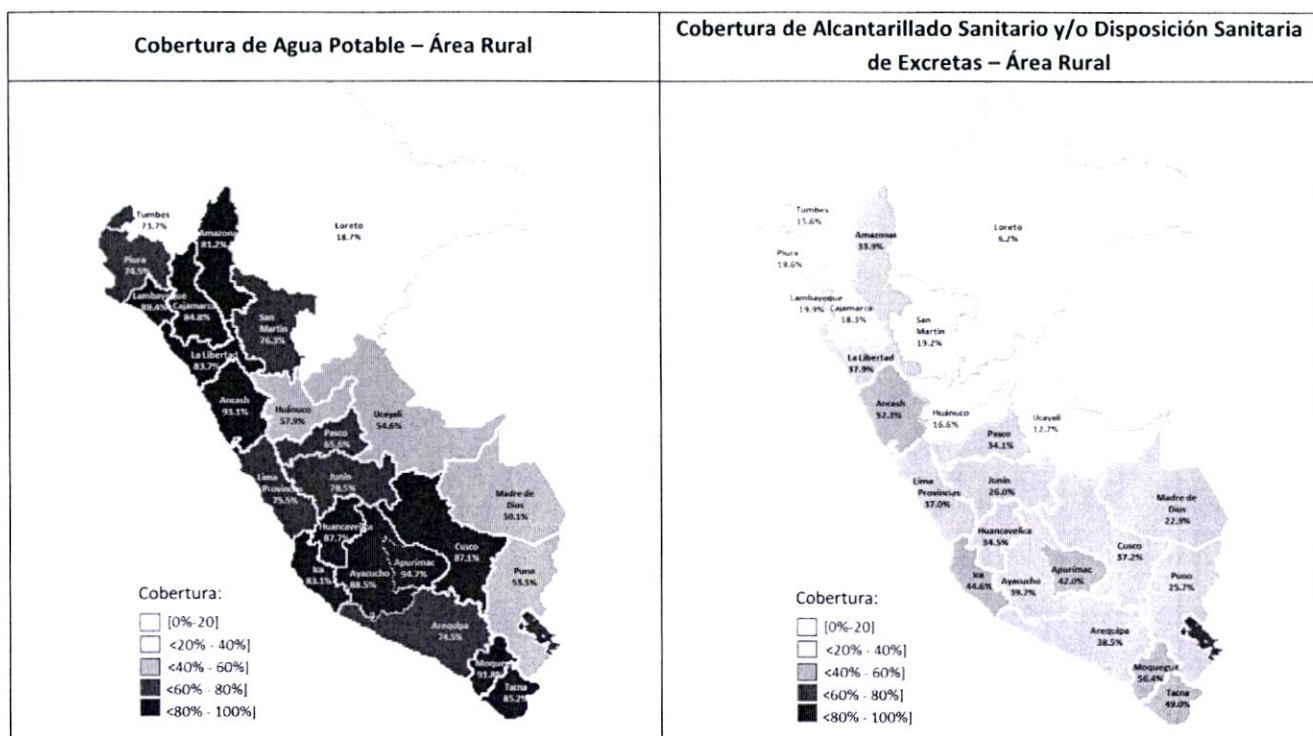 Cobertura de Agua Potable – Área Rural
Tumbes
73.7%
Amazonas
81.2%
Loreto
18.7%
Piura
74.5%
Lambayeque
88.4%
Cajamarca
84.8%
San
Martín
76.3%
La Libertad
83.7%
Ancash
93.1%
Huánuco
57.9%
Ucayali
54.6%
Pasco
65.6%
Lima
Provincias
75.5%
Junín
78.5%
Madre de
Dios
50.1%
Huancavelica
87.7%
Cusco
87.1%
Ica
83.1%
Ayacucho
88.5%
Apurímac
94.7%
Puno
53.5%
Arequipa
74.5%
Moquegua
91.8%
Tacna
85.2%
Cobertura:
[0%-20]
<20% - 40%]
<40% - 60%]
<60% - 80%]
<80% - 100%]
Cobertura de Alcantarillado Sanitario y/o Disposición Sanitaria
de Excretas – Área Rural
Tumbes
15.6%
Amazonas
33.9%
Loreto
6.2%
Piura
19.6%
Lambayeque
19.9%
Cajamarca
18.3%
San
Martín
19.2%
La Libertad
37.9%
Ancash
52.3%
Huánuco
16.6%
Ucayali
12.7%
Pasco
34.1%
Lima
Provincias
37.0%
Junín
26.0%
Madre de
Dios
22.9%
Huancavelica
34.5%
Cusco
37.2%
Ica
44.6%
Ayacucho
39.7%
Apurímac
42.0%
Puno
25.7%
Arequipa
38.5%
Moquegua
56.4%
Tacna
49.0%
Cobertura:
[0%-20]
<20% - 40%]
<40% - 60%]
<60% - 80%]
<80% - 100%]